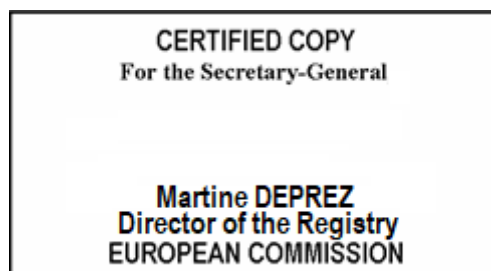 CERTIFIED COPY
For the Secretary-General
Martine DEPREZ
Director of the Registry
EUROPEAN COMMISSION